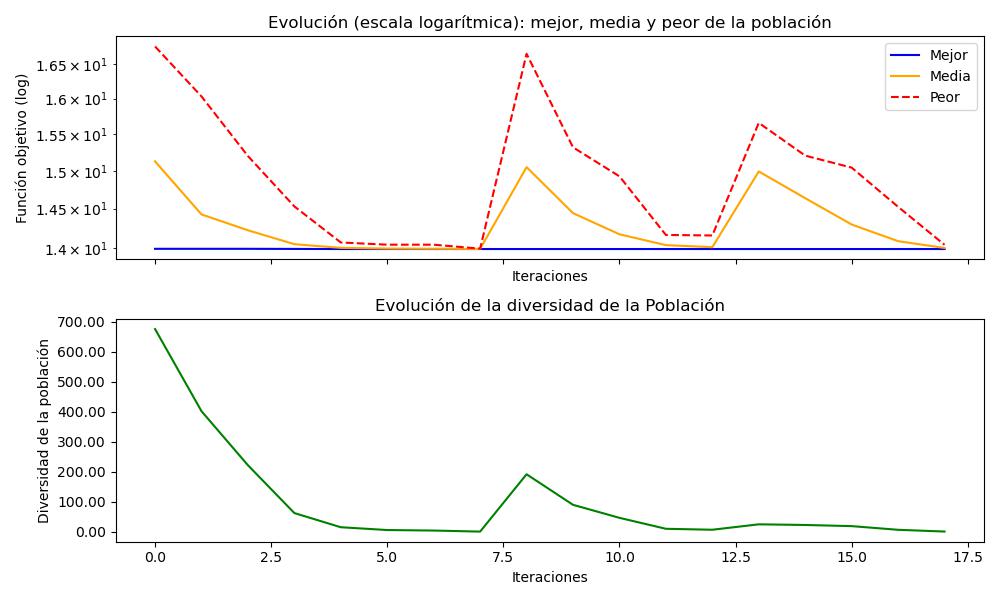 Evolución (escala logarítmica): mejor, media y peor de la población
Función objetivo (log)
1.65 × 10¹
1.6 × 10¹
1.55 × 10¹
1.5 × 10¹
1.45 × 10¹
1.4 × 10¹
Mejor
Media
Peor
Iteraciones
Evolución de la diversidad de la Población
Diversidad de la población
700.00
600.00
500.00
400.00
300.00
200.00
100.00
0.00
0.0 2.5 5.0 7.5 10.0 12.5 15.0 17.5
Iteraciones